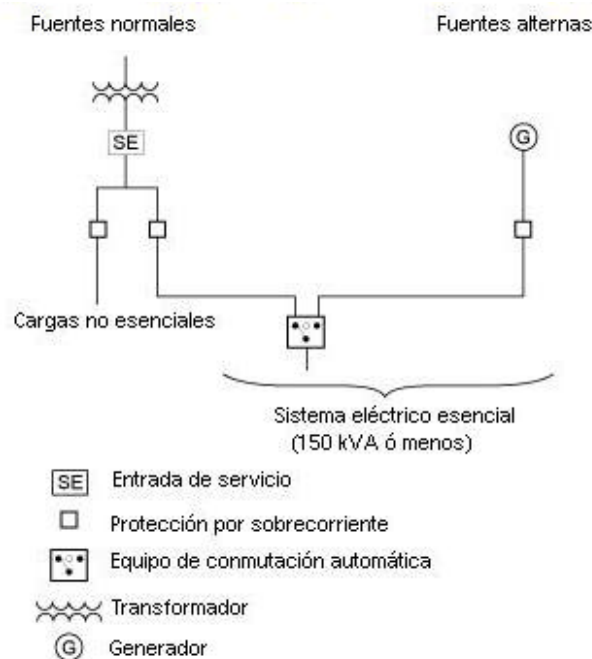 Fuentes normales
Fuentes alternas
SE
G
Cargas no esenciales
Sistema eléctrico esencial
(150 kVA ó menos)
SE Entrada de servicio
Protección por sobrecorriente
Equipo de conmutación automática
Transformador
G Generador